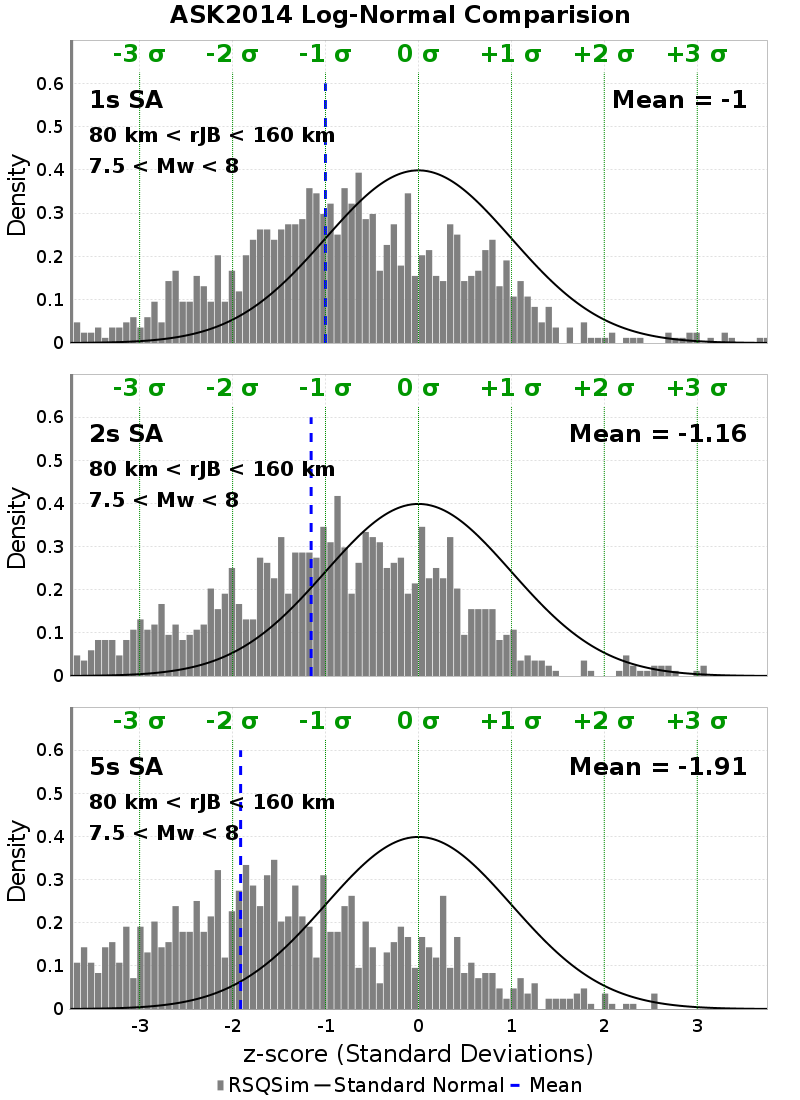 ASK2014 Log-Normal Comparision
-3 σ -2 σ -1 σ 0 σ +1 σ +2 σ +3 σ
1s SA Mean = -1
80 km < rJB < 160 km
7.5 < Mw < 8
Density
0.6
0.5
0.4
0.3
0.2
0.1
0
-3 σ -2 σ -1 σ 0 σ +1 σ +2 σ +3 σ
2s SA Mean = -1.16
80 km < rJB < 160 km
7.5 < Mw < 8
Density
0.6
0.5
0.4
0.3
0.2
0.1
0
-3 σ -2 σ -1 σ 0 σ +1 σ +2 σ +3 σ
5s SA Mean = -1.91
80 km < rJB < 160 km
7.5 < Mw < 8
Density
0.6
0.5
0.4
0.3
0.2
0.1
0
-3 -2 -1 0 1 2 3
z-score (Standard Deviations)
RSQSim Standard Normal Mean